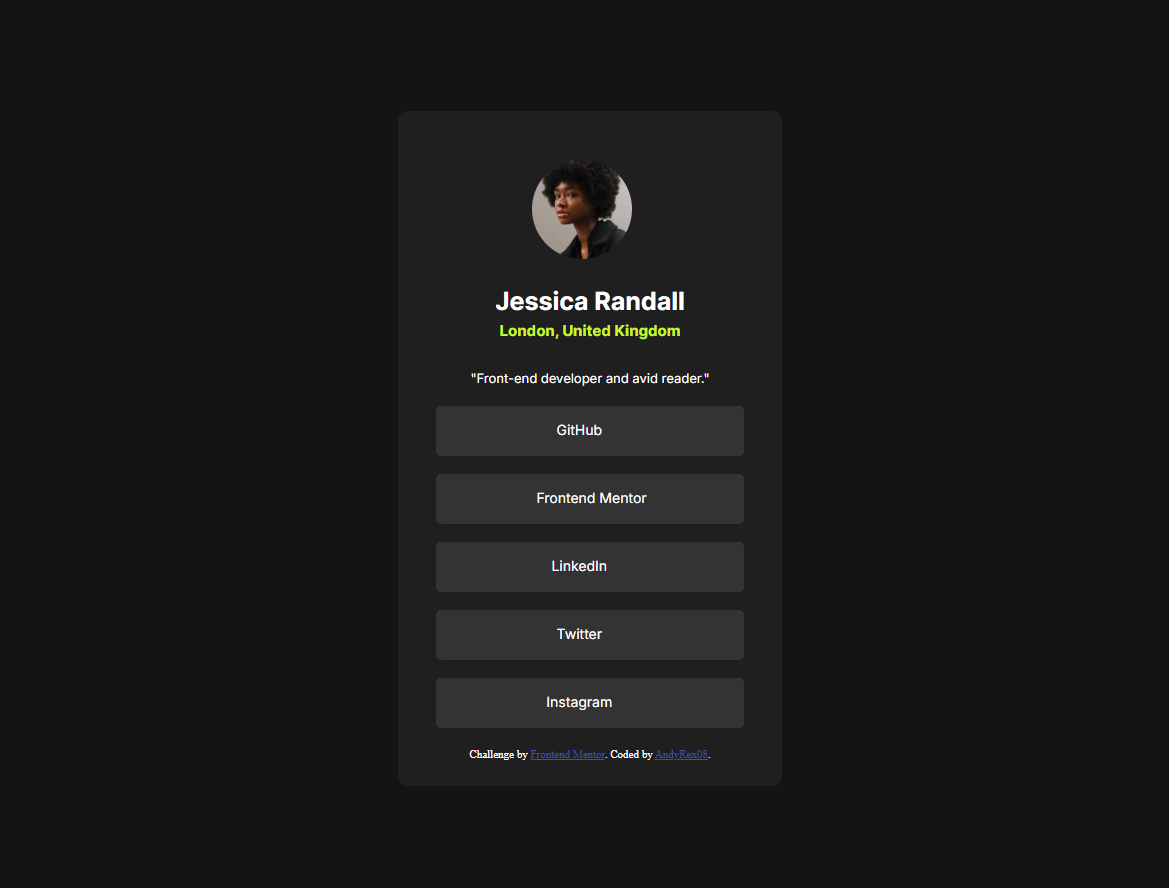 Jessica Randall
London, United Kingdom
"Front-end developer and avid reader."
GitHub
Frontend Mentor
LinkedIn
Twitter
Instagram
Challenge by Frontend Mentor. Coded by AndyRex08.